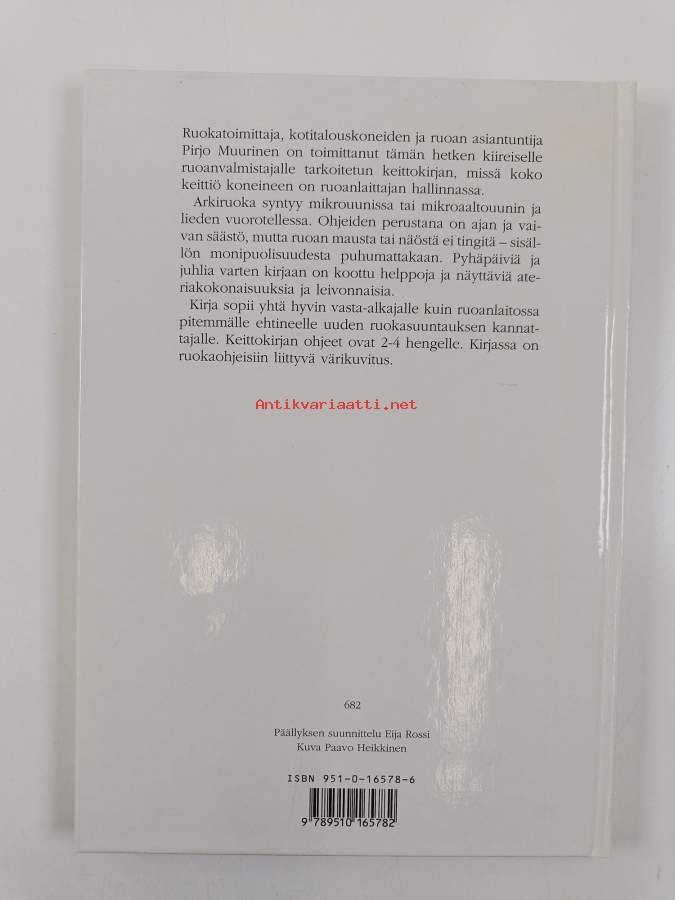 Ruokatoimittaja, kotitalouskoneiden ja ruoan asiantuntija
Pirjo Muurinen on toimittanut tämän hetken kiireiselle
ruoanvalmistajalle tarkoitetun keittokirjan, missä koko
keittiö koneineen on ruoanlaittajan hallinnassa.
Arkiruoka syntyy mikrouunissa tai mikroaaltouunin ja
lieden vuorotellessa. Ohjeiden perustana on ajan ja vai-
van säästö, mutta ruoan mausta tai näöstä ei tingitä – sisäl-
lön monipuolisuudesta puhumattakaan. Pyhäpäiviä ja
juhlia varten kirjaan on koottu helppoja ja näyttäviä ate-
riakokonaisuuksia ja leivonnaisia.
Kirja sopii yhtä hyvin vasta-alkajalle kuin ruoanlaitossa
pitemmälle ehtineelle uuden ruokasuuntauksen kannat-
tajalle. Keittokirjan ohjeet ovat 2-4 hengelle. Kirjassa on
ruokaohjeisiin liittyvä värikuvitus.
Antikvariaatti.net
682
Päällyksen suunnittelu Eija Rossi
Kuva Paavo Heikkinen
ISBN 951-0-16578-6
9 789510 165782